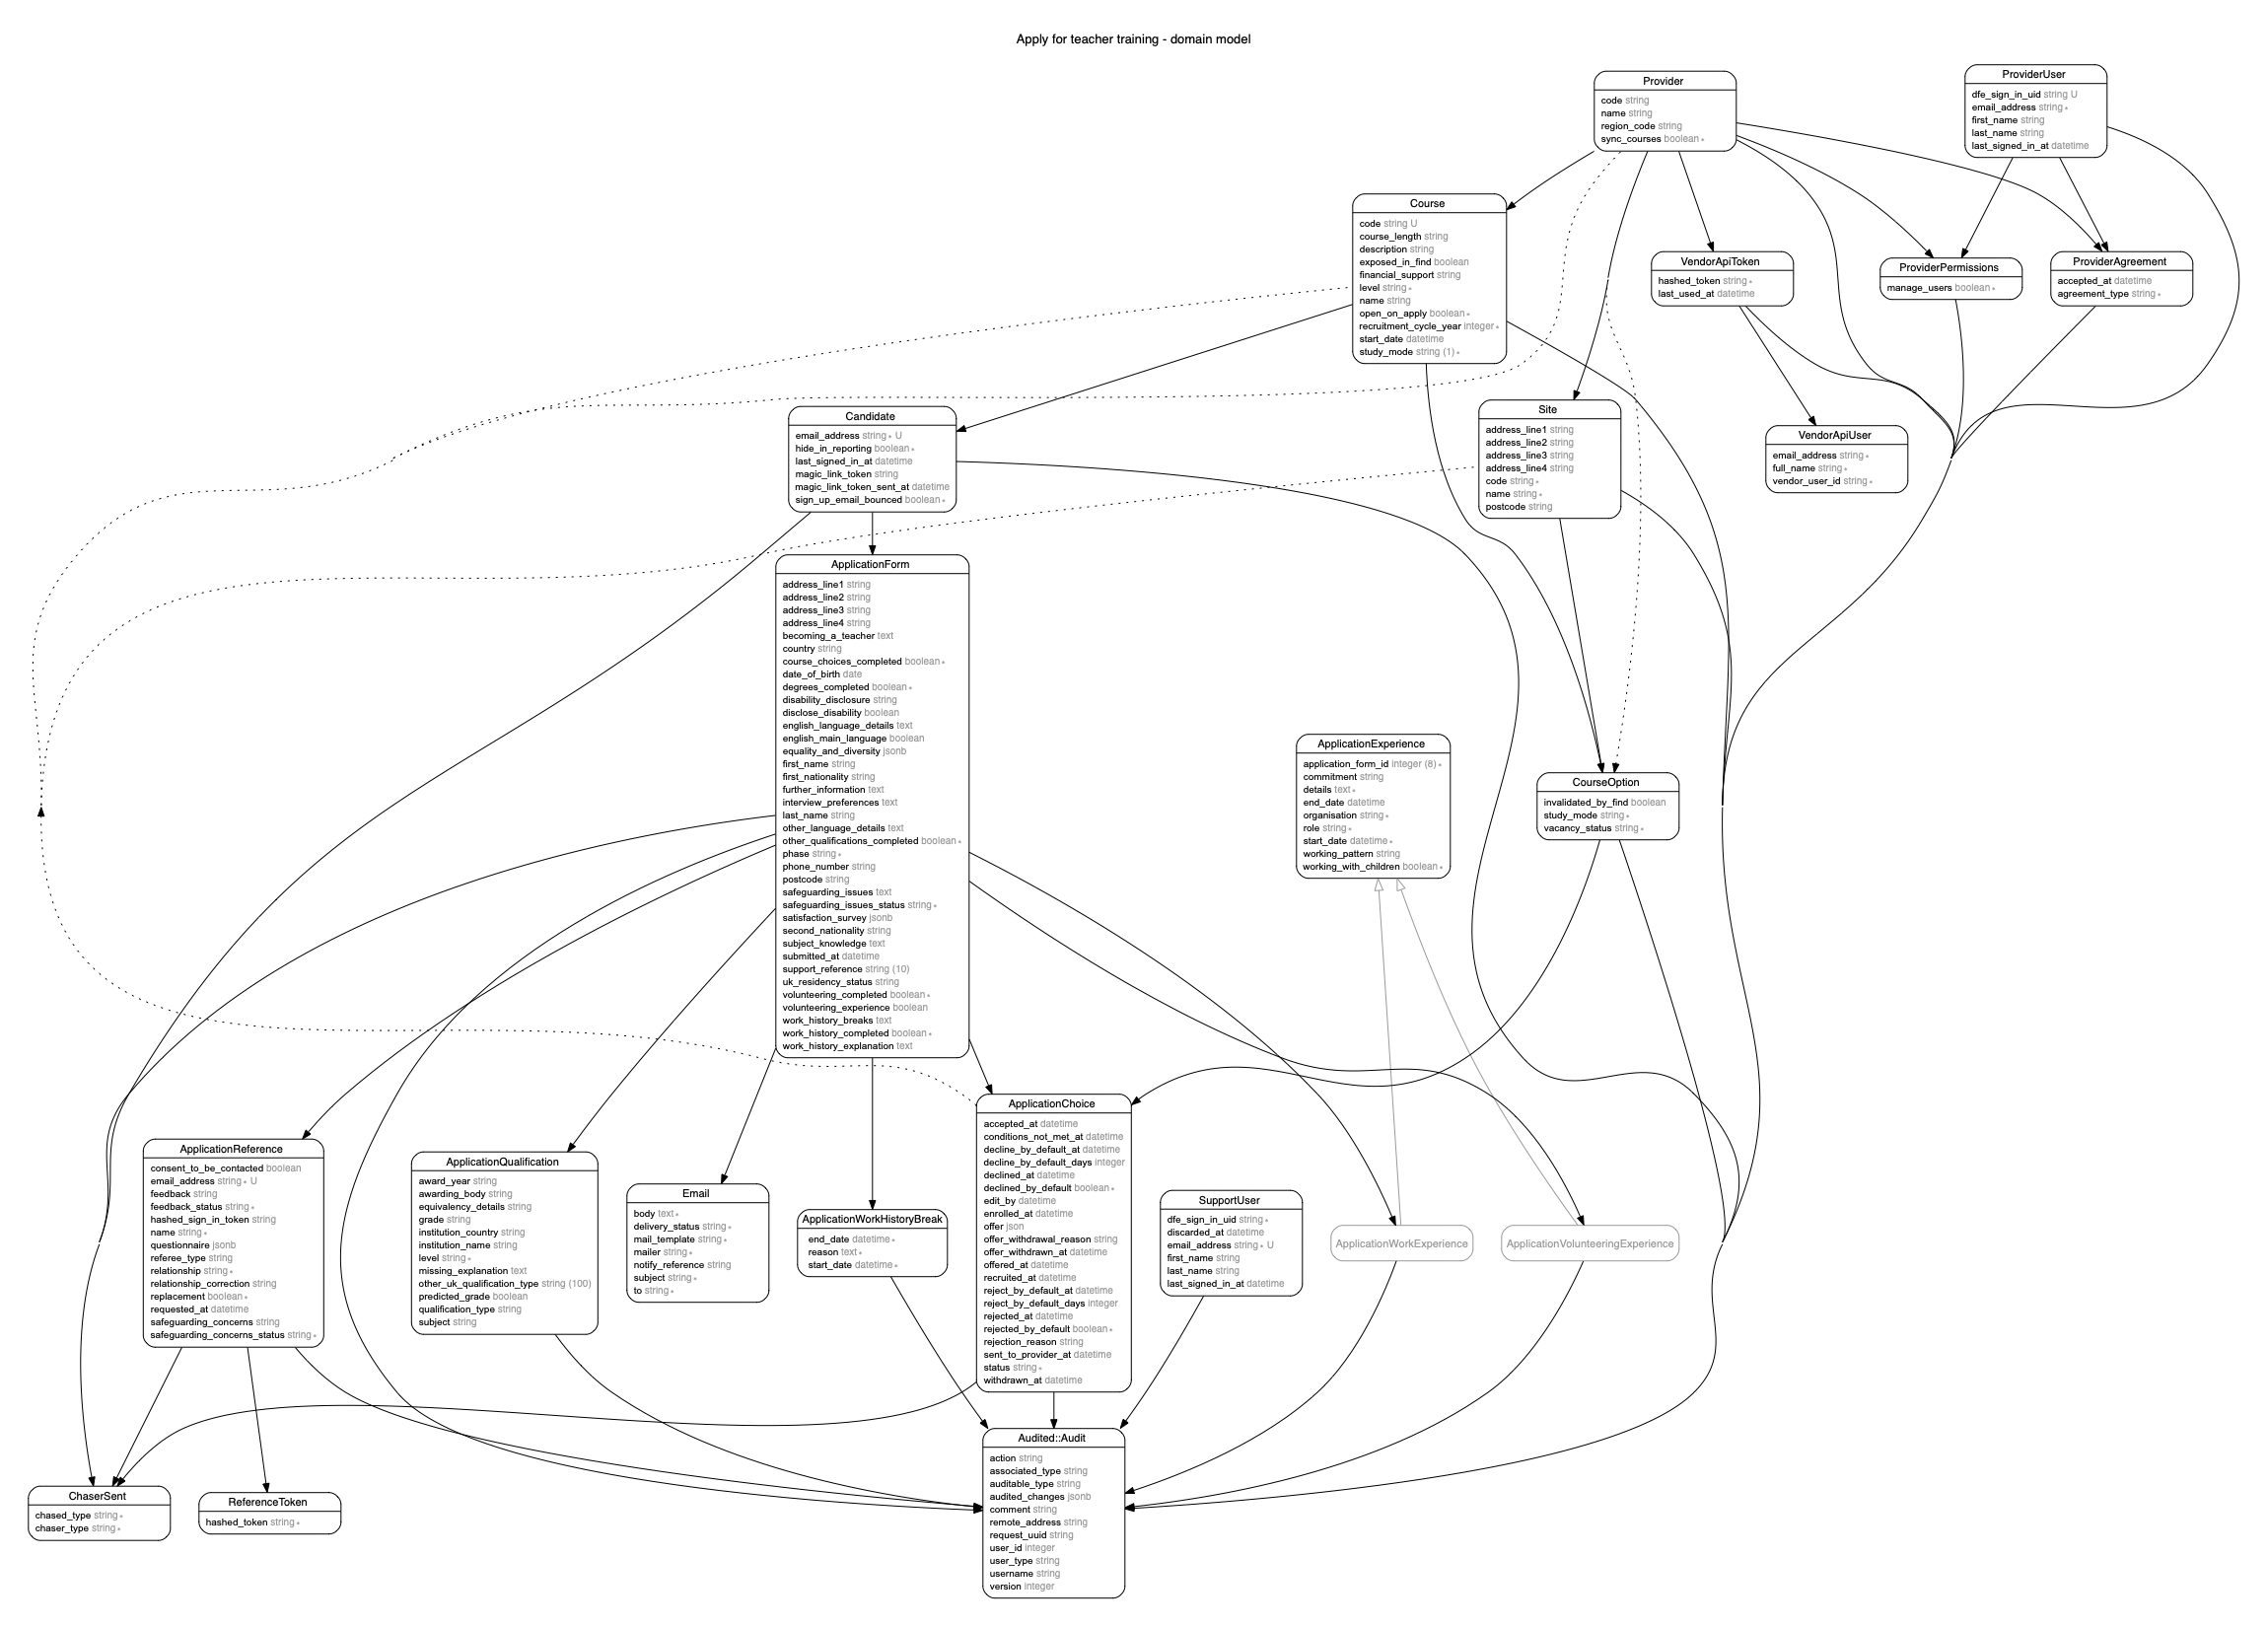 Apply for teacher training - domain model
Provider
code string
name string
region_code string
sync_courses boolean ∗
ProviderUser
dfe_sign_in_uid string U
email_address string ∗
first_name string
last_name string
last_signed_in_at datetime
Course
code string U
course_length string
description string
exposed_in_find boolean
financial_support string
level string ∗
name string
open_on_apply boolean ∗
recruitment_cycle_year integer ∗
start_date datetime
study_mode string (1) ∗
VendorApiToken
hashed_token string ∗
last_used_at datetime
ProviderPermissions
manage_users boolean ∗
ProviderAgreement
accepted_at datetime
agreement_type string ∗
Candidate
email_address string ∗ U
hide_in_reporting boolean ∗
last_signed_in_at datetime
magic_link_token string
magic_link_token_sent_at datetime
sign_up_email_bounced boolean ∗
Site
address_line1 string
address_line2 string
address_line3 string
address_line4 string
code string ∗
name string ∗
postcode string
VendorApiUser
email_address string ∗
full_name string ∗
vendor_user_id string ∗
ApplicationForm
address_line1 string
address_line2 string
address_line3 string
address_line4 string
becoming_a_teacher text
country string
course_choices_completed boolean ∗
date_of_birth date
degrees_completed boolean ∗
disability_disclosure string
disclose_disability boolean
english_language_details text
english_main_language boolean
equality_and_diversity jsonb
first_name string
first_nationality string
further_information text
interview_preferences text
last_name string
other_language_details text
other_qualifications_completed boolean ∗
phase string ∗
phone_number string
postcode string
safeguarding_issues text
safeguarding_issues_status string ∗
satisfaction_survey jsonb
second_nationality string
subject_knowledge text
submitted_at datetime
support_reference string (10)
uk_residency_status string
volunteering_completed boolean ∗
volunteering_experience boolean
work_history_breaks text
work_history_completed boolean ∗
work_history_explanation text
ApplicationExperience
application_form_id integer (8) ∗
commitment string
details text ∗
end_date datetime
organisation string ∗
role string ∗
start_date datetime ∗
working_pattern string
working_with_children boolean ∗
CourseOption
invalidated_by_find boolean
study_mode string ∗
vacancy_status string ∗
ApplicationReference
consent_to_be_contacted boolean
email_address string ∗ U
feedback string
feedback_status string ∗
hashed_sign_in_token string
name string ∗
questionnaire jsonb
referee_type string
relationship string ∗
relationship_correction string
replacement boolean ∗
requested_at datetime
safeguarding_concerns string
safeguarding_concerns_status string ∗
ApplicationQualification
award_year string
awarding_body string
equivalency_details string
grade string
institution_country string
institution_name string
level string ∗
missing_explanation text
other_uk_qualification_type string (100)
predicted_grade boolean
qualification_type string
subject string
Email
body text ∗
delivery_status string ∗
mail_template string ∗
mailer string ∗
notify_reference string
subject string ∗
to string ∗
ApplicationWorkHistoryBreak
end_date datetime ∗
reason text ∗
start_date datetime ∗
ApplicationChoice
accepted_at datetime
conditions_not_met_at datetime
decline_by_default_at datetime
decline_by_default_days integer
declined_at datetime
declined_by_default boolean ∗
edit_by datetime
enrolled_at datetime
offer json
offer_withdrawal_reason string
offer_withdrawn_at datetime
offered_at datetime
recruited_at datetime
reject_by_default_at datetime
reject_by_default_days integer
rejected_at datetime
rejected_by_default boolean ∗
rejection_reason string
sent_to_provider_at datetime
status string ∗
withdrawn_at datetime
SupportUser
dfe_sign_in_uid string ∗
discarded_at datetime
email_address string ∗ U
first_name string
last_name string
last_signed_in_at datetime
ApplicationWorkExperience
ApplicationVolunteeringExperience
ChaserSent
chased_type string ∗
chaser_type string ∗
ReferenceToken
hashed_token string ∗
Audited::Audit
action string
associated_type string
auditable_type string
audited_changes jsonb
comment string
remote_address string
request_uuid string
user_id integer
user_type string
username string
version integer